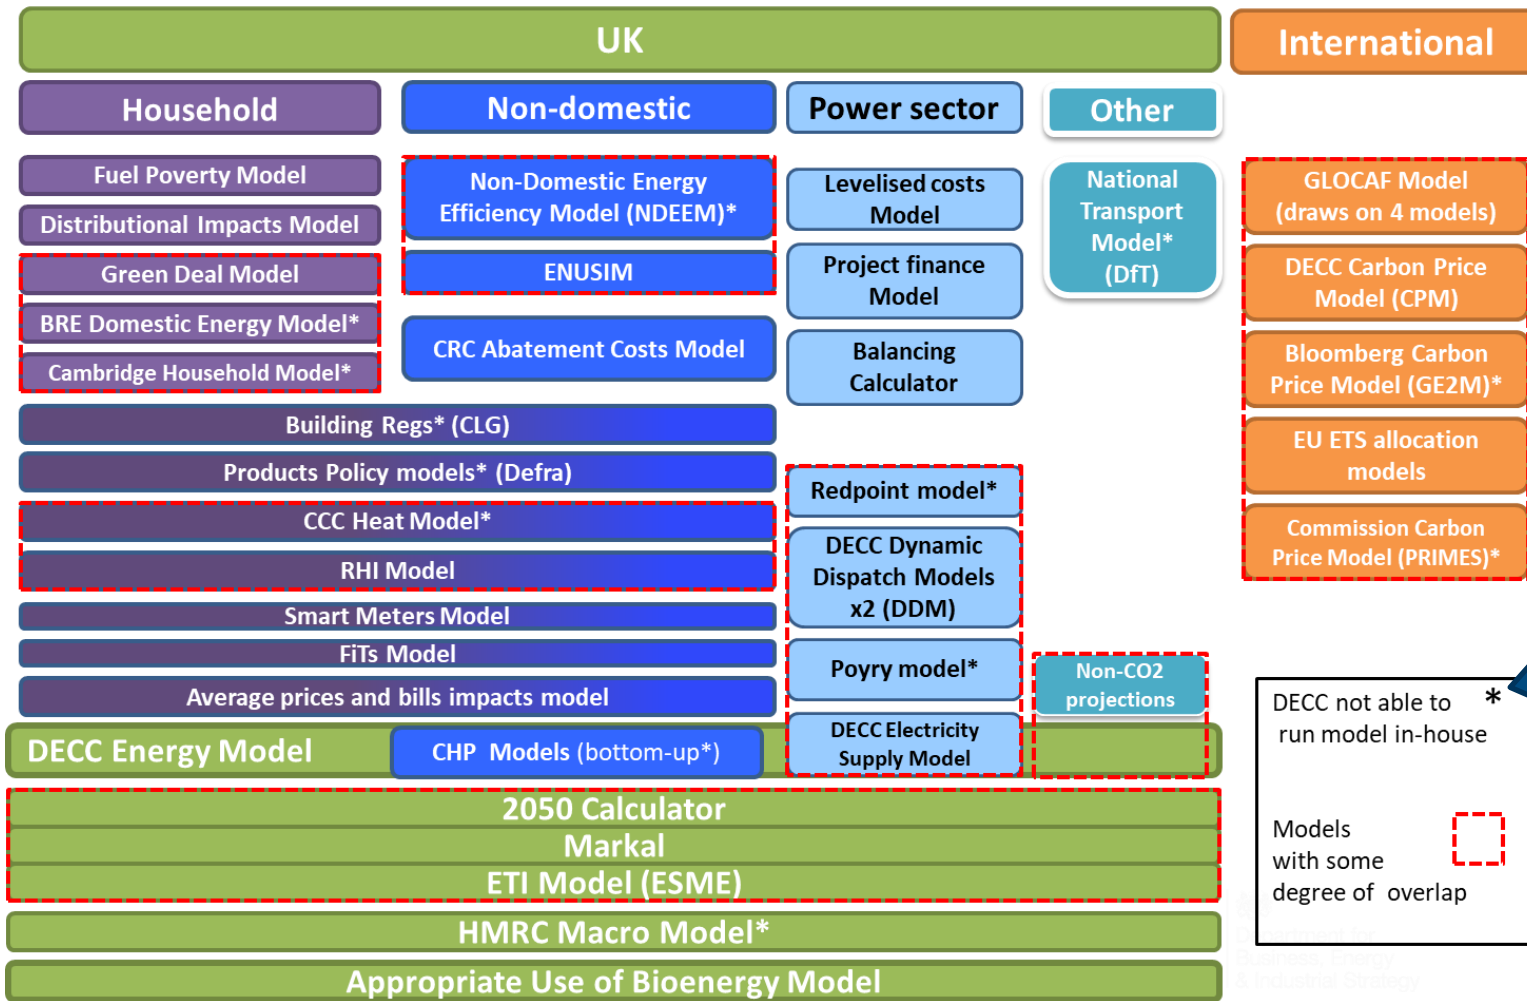 UK
International
Household
Non-domestic
Power sector
Other
Fuel Poverty Model
Distributional Impacts Model
Green Deal Model
BRE Domestic Energy Model*
Cambridge Household Model*
Non-Domestic Energy
Efficiency Model (NDEEM)*
ENUSIM
CRC Abatement Costs Model
Levelised costs
Model
Project finance
Model
Balancing
Calculator
National
Transport
Model*
(DfT)
GLOCAF Model
(draws on 4 models)
DECC Carbon Price
Model (CPM)
Bloomberg Carbon
Price Model (GE2M)*
EU ETS allocation
models
Commission Carbon
Price Model (PRIMES)*
Building Regs* (CLG)
Products Policy models* (Defra)
CCC Heat Model*
RHI Model
Smart Meters Model
FiTs Model
Average prices and bills impacts model
Redpoint model*
DECC Dynamic
Dispatch Models
x2 (DDM)
Poyry model*
DECC Electricity
Supply Model
Non-CO2
projections
DECC Energy Model
CHP Models (bottom-up*)
2050 Calculator
Markal
ETI Model (ESME)
HMRC Macro Model*
Appropriate Use of Bioenergy Model
DECC not able to *
run model in-house
Models
with some
degree of overlap
Department for
Business, Energy
& Industrial Strategy